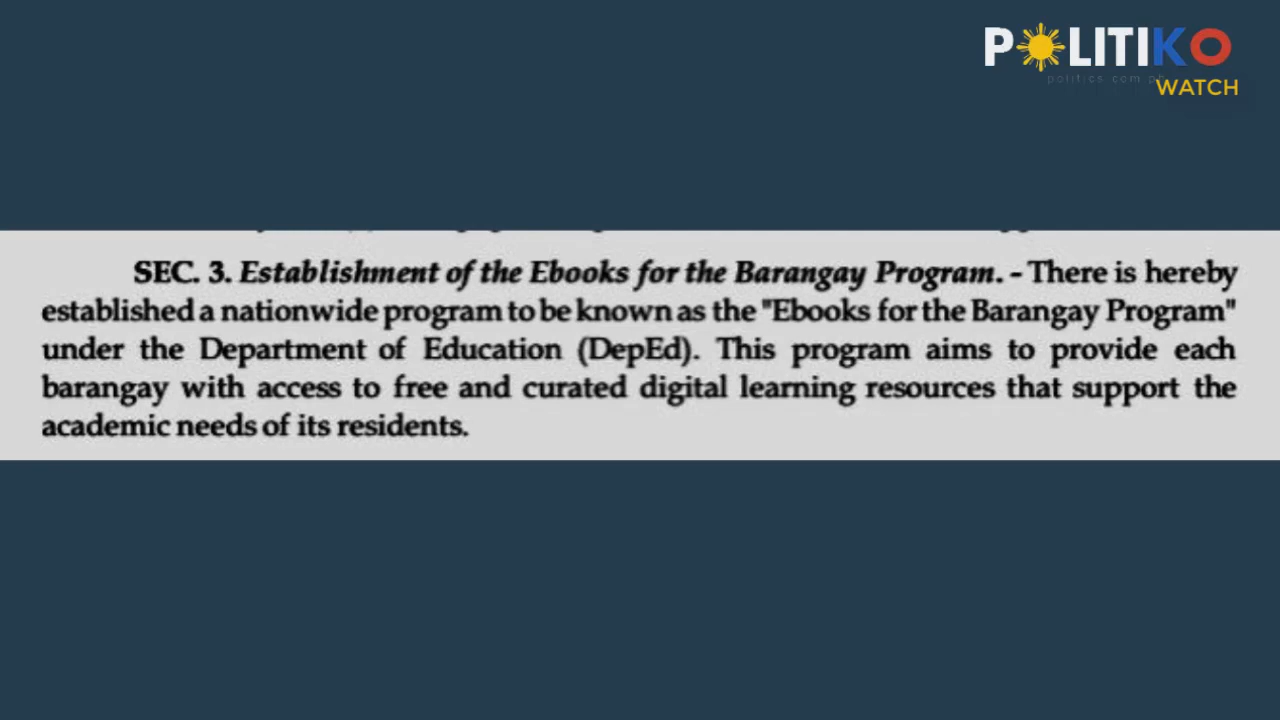 POLITIKO
politics.com.ph
WATCH
SEC. 3. Establishment of the Ebooks for the Barangay Program. - There is hereby
established a nationwide program to be known as the "Ebooks for the Barangay Program"
under the Department of Education (DepEd). This program aims to provide each
barangay with access to free and curated digital learning resources that support the
academic needs of its residents.